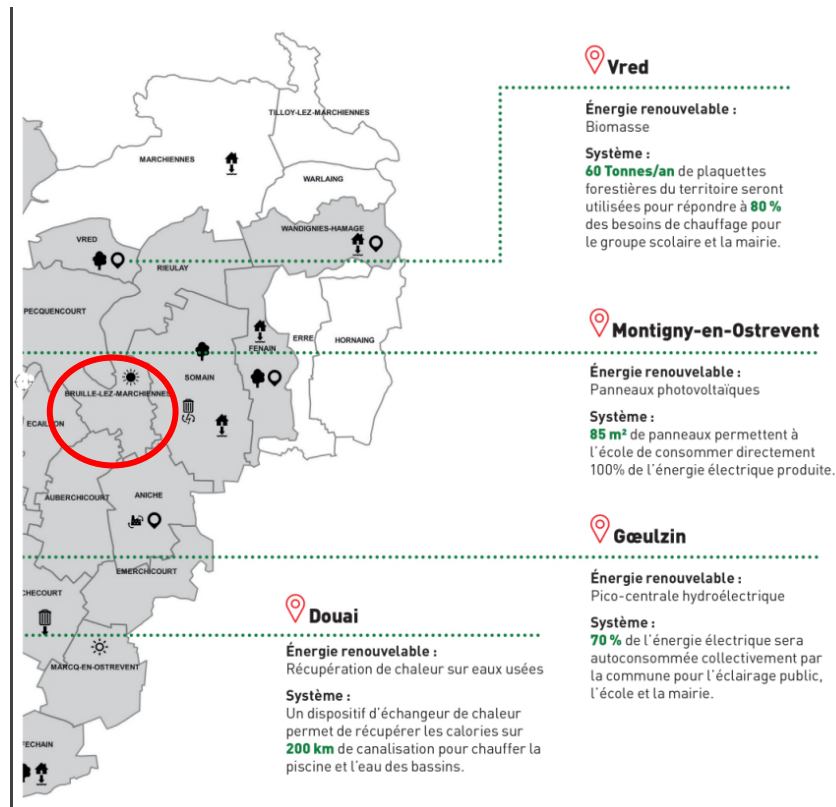 Vred
Énergie renouvelable :
Biomasse
Système :
60 Tonnes/an de plaquettes
forestières du territoire seront
utilisées pour répondre à 80 %
des besoins de chauffage pour
le groupe scolaire et la mairie.
TILLOY-LEZ-MARCHIENNES
MARCHIENNES
WARLAING
WANDIGNIES-HAMAGE
VRED
RIEULAY
PECQUENCOURT
ERRE
HORNAING
FENAIN
SOMAIN
BRUILLE-LEZ-MARCHIENNES
ECAILLON
AUBERCHICOURT
ANICHE
EMERCHICOURT
CHECOURT
MARCQ-EN-OSTREVENT
FECHAIN
Montigny-en-Ostrevent
Énergie renouvelable :
Panneaux photovoltaïques
Système :
85 m² de panneaux permettent à
l'école de consommer directement
100% de l'énergie électrique produite.
Gœulzin
Énergie renouvelable :
Pico-centrale hydroélectrique
Système :
70 % de l'énergie électrique sera
autoconsommée collectivement par
la commune pour l'éclairage public,
l'école et la mairie.
Douai
Énergie renouvelable :
Récupération de chaleur sur eaux usées
Système :
Un dispositif d'échangeur de chaleur
permet de récupérer les calories sur
200 km de canalisation pour chauffer la
piscine et l'eau des bassins.